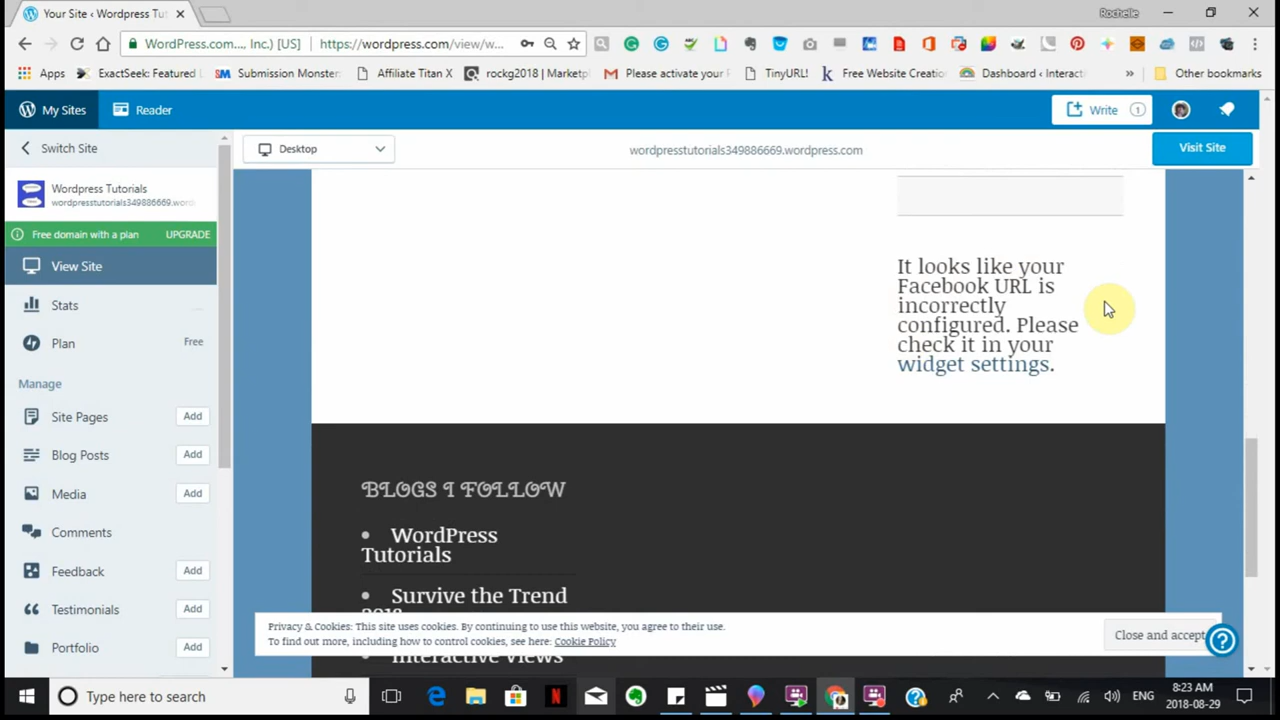 Your Site ‹ Wordpress Tut
Rochelle
WordPress.com..., Inc.) [US]
https://wordpress.com/view/w...
Apps
ExactSeek: Featured
Submission Monster
Affiliate Titan X
rockg2018 | Marketpl
Please activate your
TinyURL!
Free Website Creatio
Dashboard ‹ Interact
»
Other bookmarks
My Sites
Reader
Write
1
Switch Site
Desktop
wordpresstutorials349886669.wordpress.com
Visit Site
Wordpress Tutorials
wordpresstutorials349886669.word
Free domain with a plan
UPGRADE
View Site
Stats
Plan
Free
Manage
Site Pages
Add
Blog Posts
Add
Media
Add
Comments
Feedback
Add
Testimonials
Add
Portfolio
Add
It looks like your
Facebook URL is
incorrectly
configured. Please
check it in your
widget settings.
BLOGS I FOLLOW
WordPress
Tutorials
Survive the Trend
2018
Interactive Views
Privacy & Cookies: This site uses cookies. By continuing to use this website, you agree to their use.
To find out more, including how to control cookies, see here: Cookie Policy
Close and accept
Type here to search
ENG
8:23 AM
2018-08-29